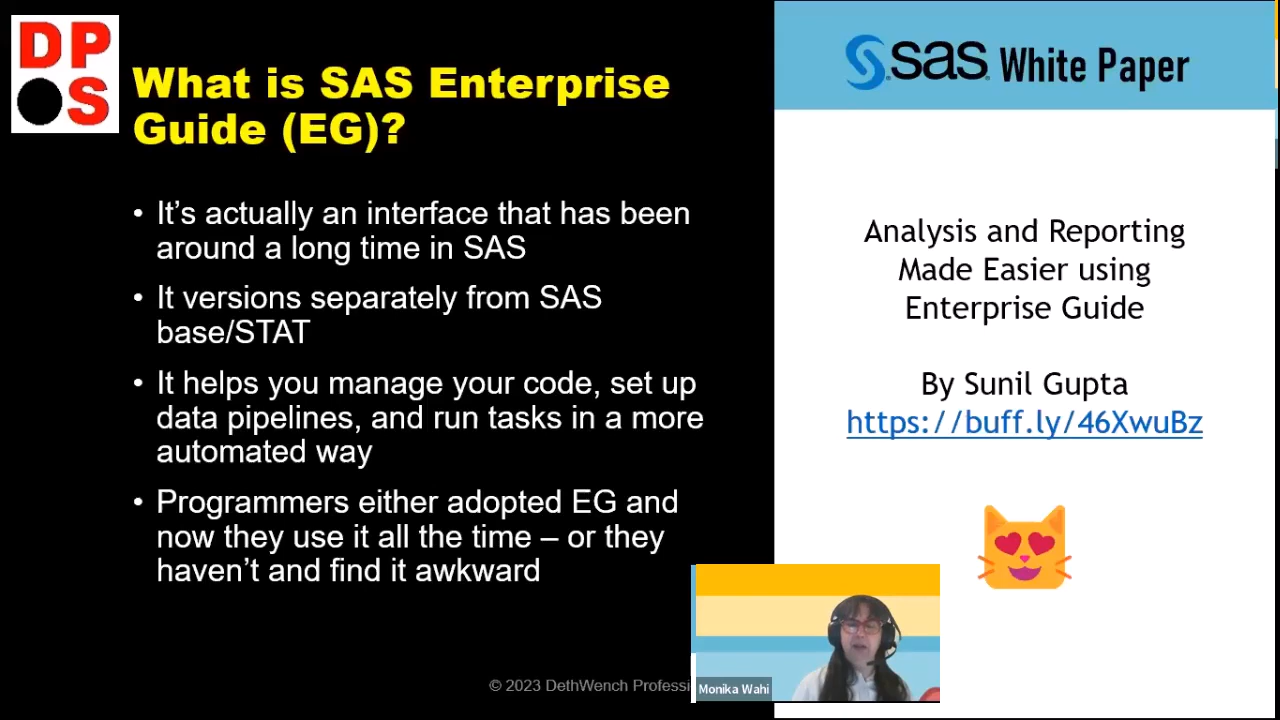 DP
S
What is SAS Enterprise
Guide (EG)?
• It's actually an interface that has been
around a long time in SAS
• It versions separately from SAS
base/STAT
• It helps you manage your code, set up
data pipelines, and run tasks in a more
automated way
• Programmers either adopted EG and
now they use it all the time – or they
haven't and find it awkward
© 2023 DethWench Professi
sas White Paper
Analysis and Reporting
Made Easier using
Enterprise Guide
By Sunil Gupta
https://buff.ly/46XwuBz
Monika Wahi